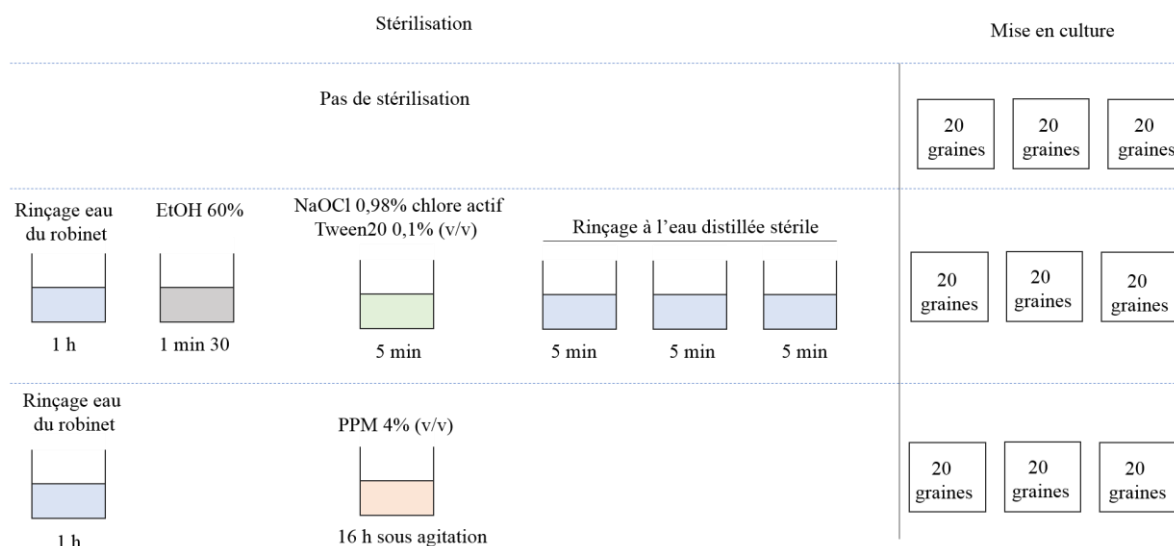 Stérilisation
Mise en culture
Pas de stérilisation
20
graines
20
graines
20
graines
Rinçage eau
du robinet
1 h
EtOH 60%
1 min 30
NaOCl 0,98% chlore actif
Tween20 0,1% (v/v)
5 min
Rinçage à l’eau distillée stérile
5 min
5 min
5 min
20
graines
20
graines
20
graines
Rinçage eau
du robinet
1 h
PPM 4% (v/v)
16 h sous agitation
20
graines
20
graines
20
graines